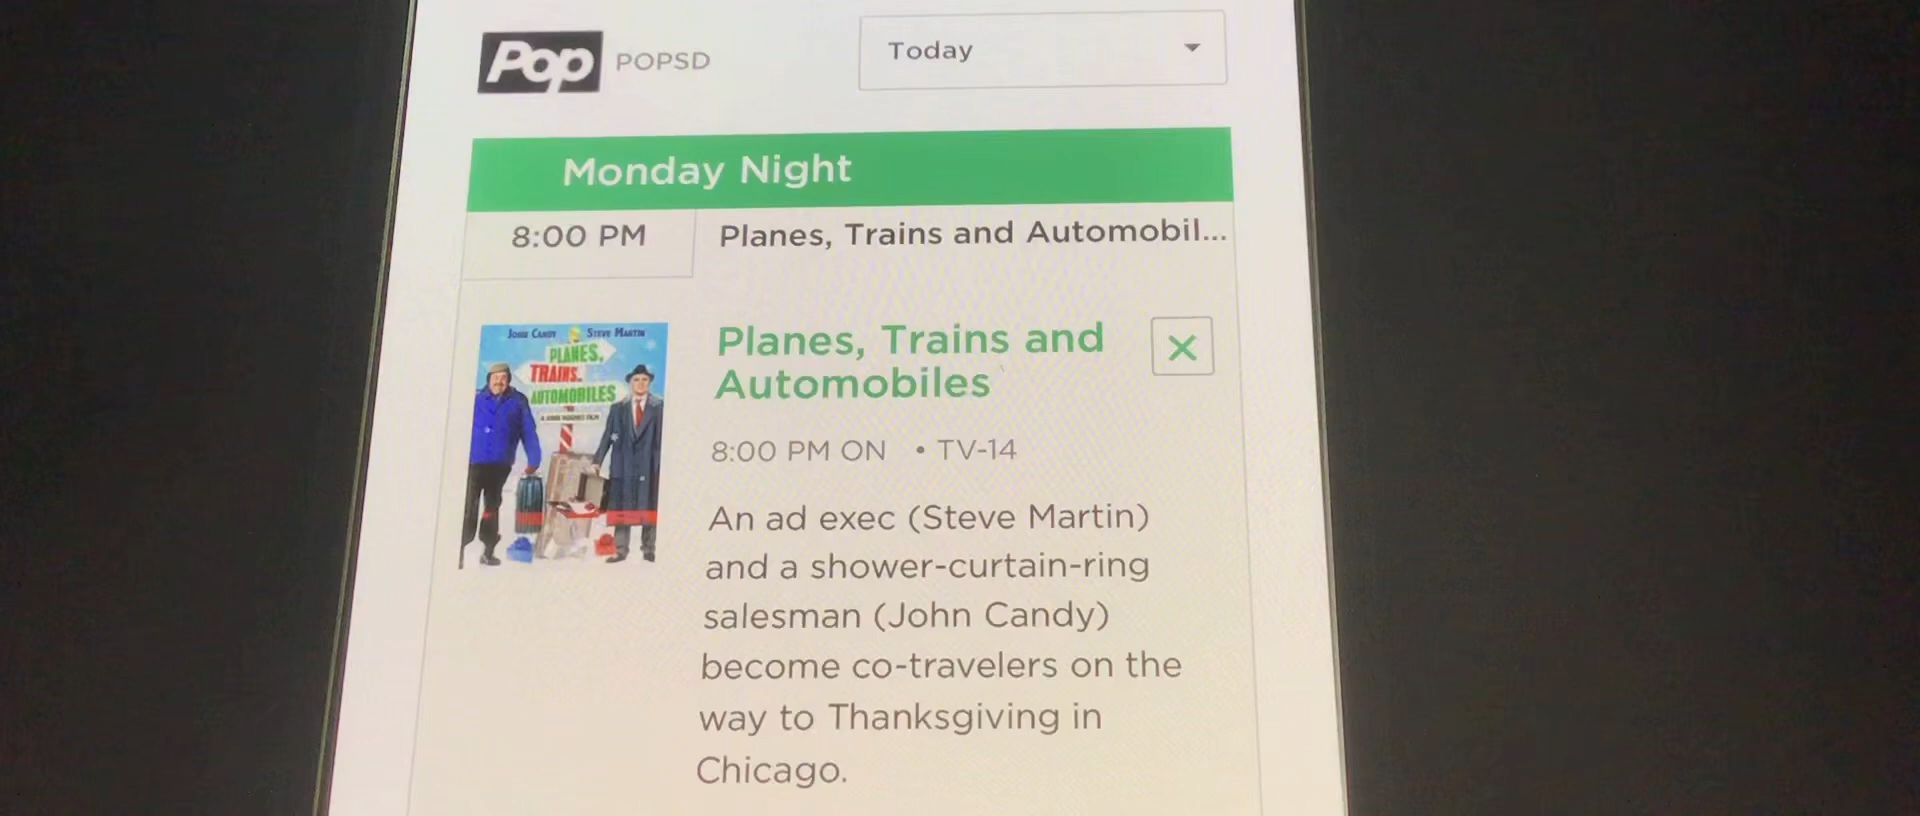 Pop POPSD
Today
Monday Night
8:00 PM
Planes, Trains and Automobil...
JOHN CANDY STEVE MARTIN
PLANES,
TRAINS
AUTOMOBILES
Planes, Trains and
Automobiles
8:00 PM ON • TV-14
An ad exec (Steve Martin)
and a shower-curtain-ring
salesman (John Candy)
become co-travelers on the
way to Thanksgiving in
Chicago.